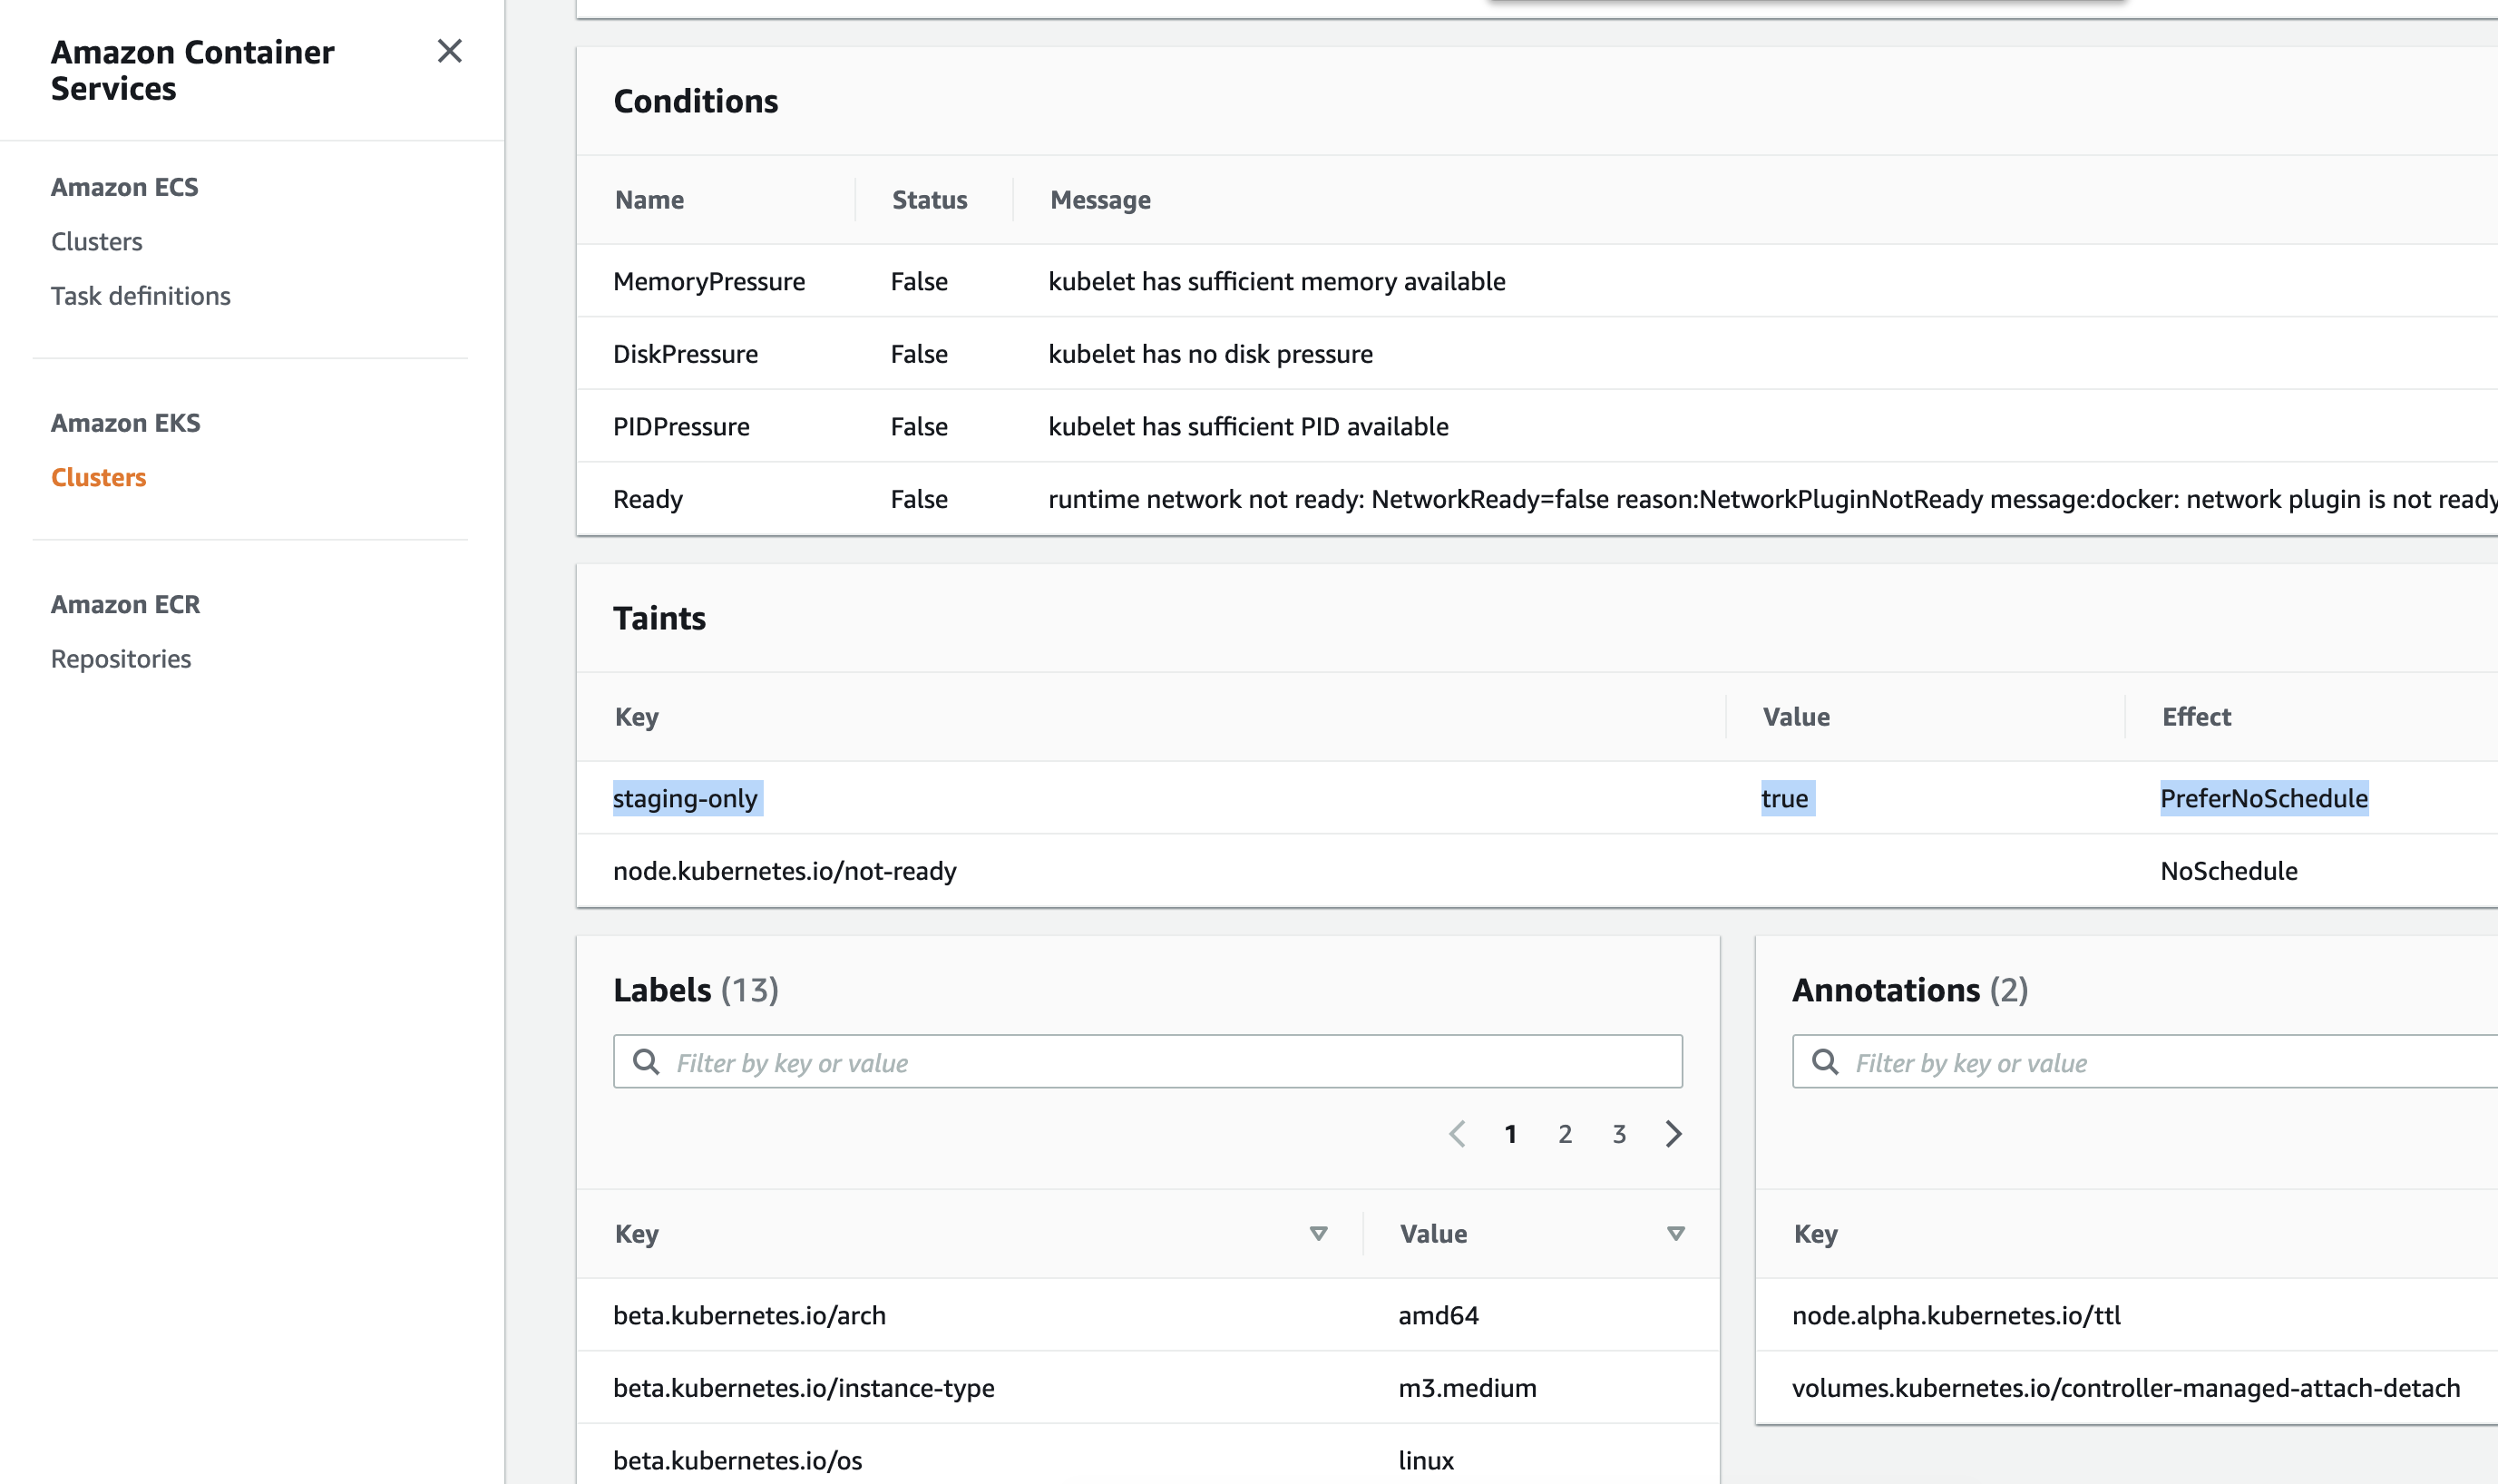 Amazon Container
Services
Amazon ECS
Clusters
Task definitions
Amazon EKS
Clusters
Amazon ECR
Repositories
Conditions
Name Status Message
MemoryPressure False kubelet has sufficient memory available
DiskPressure False kubelet has no disk pressure
PIDPressure False kubelet has sufficient PID available
Ready False runtime network not ready: NetworkReady=false reason:NetworkPluginNotReady message:docker: network plugin is not ready
Taints
Key Value Effect
staging-only true PreferNoSchedule
node.kubernetes.io/not-ready NoSchedule
Labels (13)
Filter by key or value
1 2 3
Key Value
beta.kubernetes.io/arch amd64
beta.kubernetes.io/instance-type m3.medium
beta.kubernetes.io/os linux
Annotations (2)
Filter by key or value
Key
node.alpha.kubernetes.io/ttl
volumes.kubernetes.io/controller-managed-attach-detach